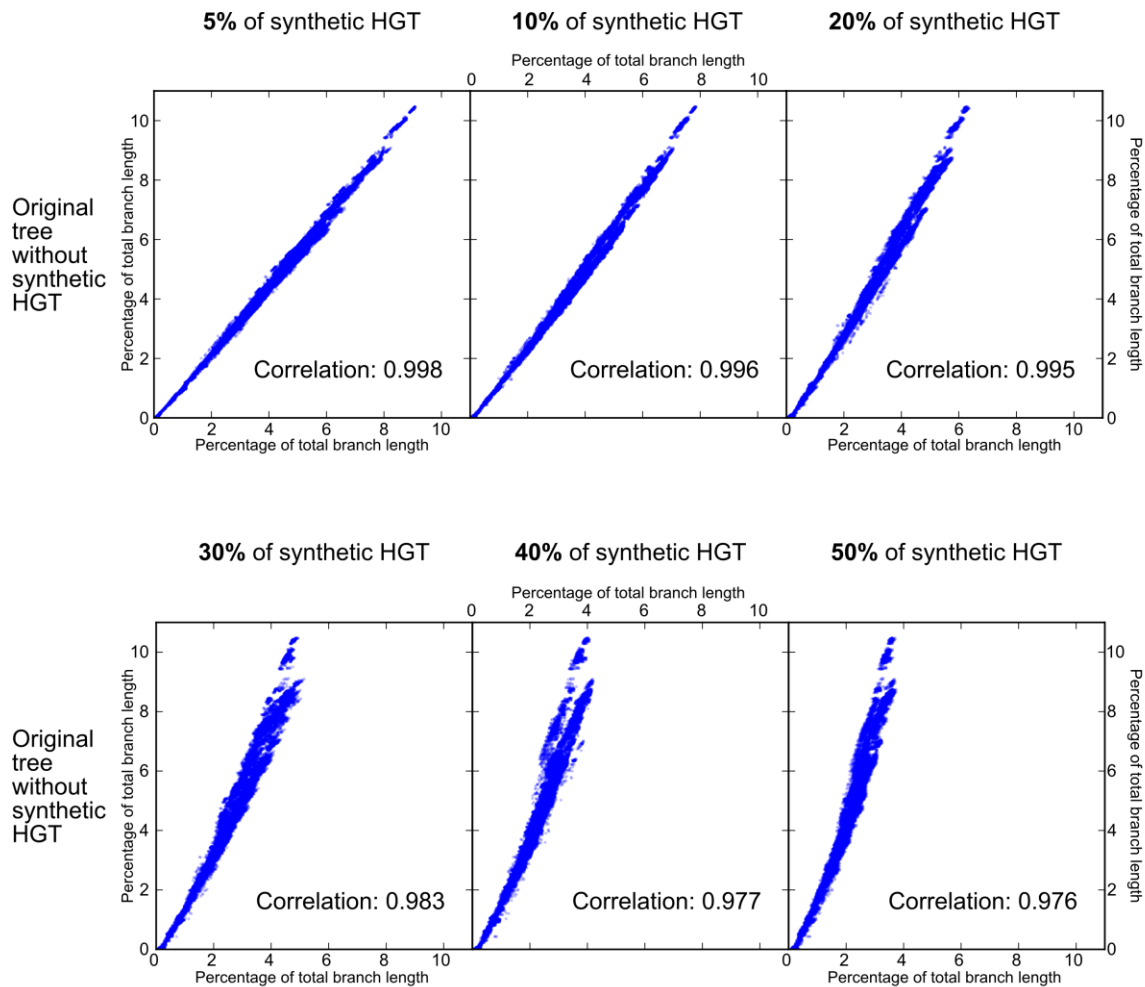 5% of synthetic HGT
10% of synthetic HGT
20% of synthetic HGT
Percentage of total branch length
0 2 4 6 8 10
Original
tree
without
synthetic
HGT
Percentage of total branch length
10
8
6
4
2
0
Correlation: 0.998
Correlation: 0.996
Correlation: 0.995
10
8
6
4
2
0
Percentage of total branch length
0 2 4 6 8 10
Percentage of total branch length
0 2 4 6 8 10
Percentage of total branch length
30% of synthetic HGT
40% of synthetic HGT
50% of synthetic HGT
Percentage of total branch length
0 2 4 6 8 10
Original
tree
without
synthetic
HGT
Percentage of total branch length
10
8
6
4
2
0
Correlation: 0.983
Correlation: 0.977
Correlation: 0.976
10
8
6
4
2
0
Percentage of total branch length
0 2 4 6 8 10
Percentage of total branch length
0 2 4 6 8 10
Percentage of total branch length